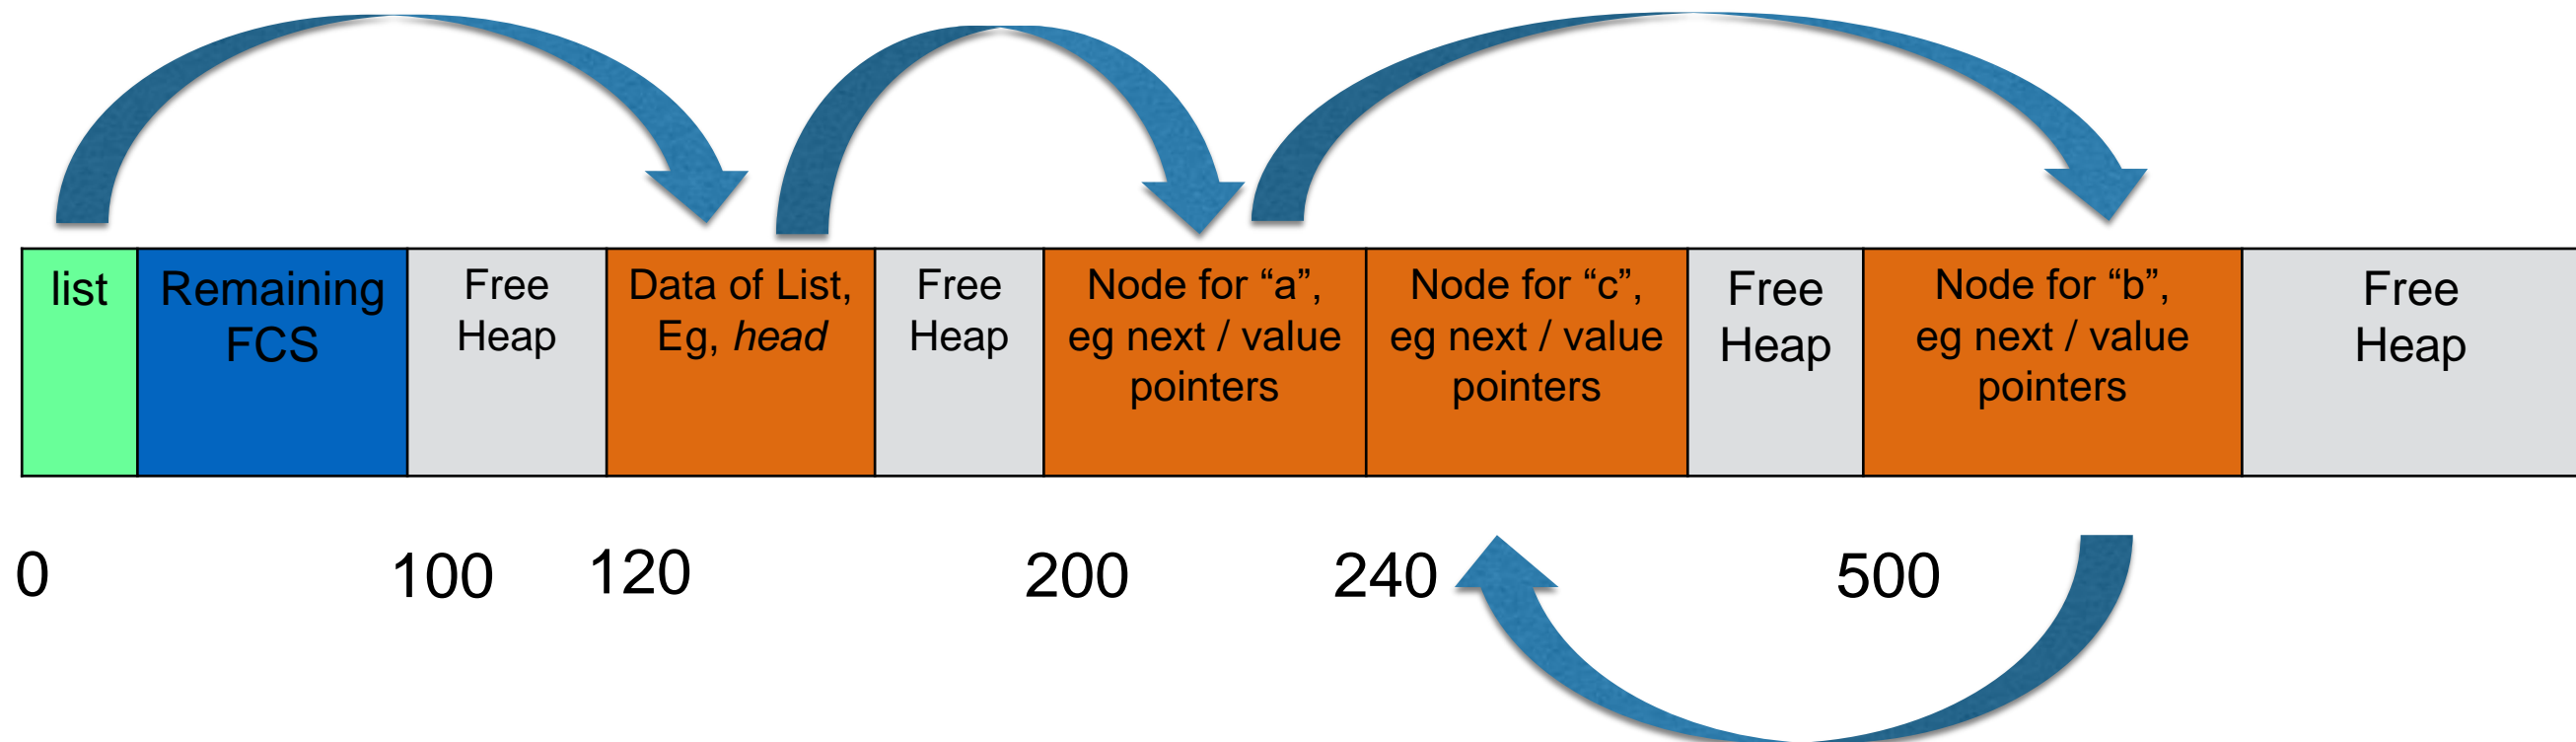 list
Remaining
FCS
Free
Heap
Data of List,
Eg, head
Free
Heap
Node for “a”,
eg next / value
pointers
Node for “c”,
eg next / value
pointers
Free
Heap
Node for “b”,
eg next / value
pointers
Free
Heap
0
100
120
200
240
500